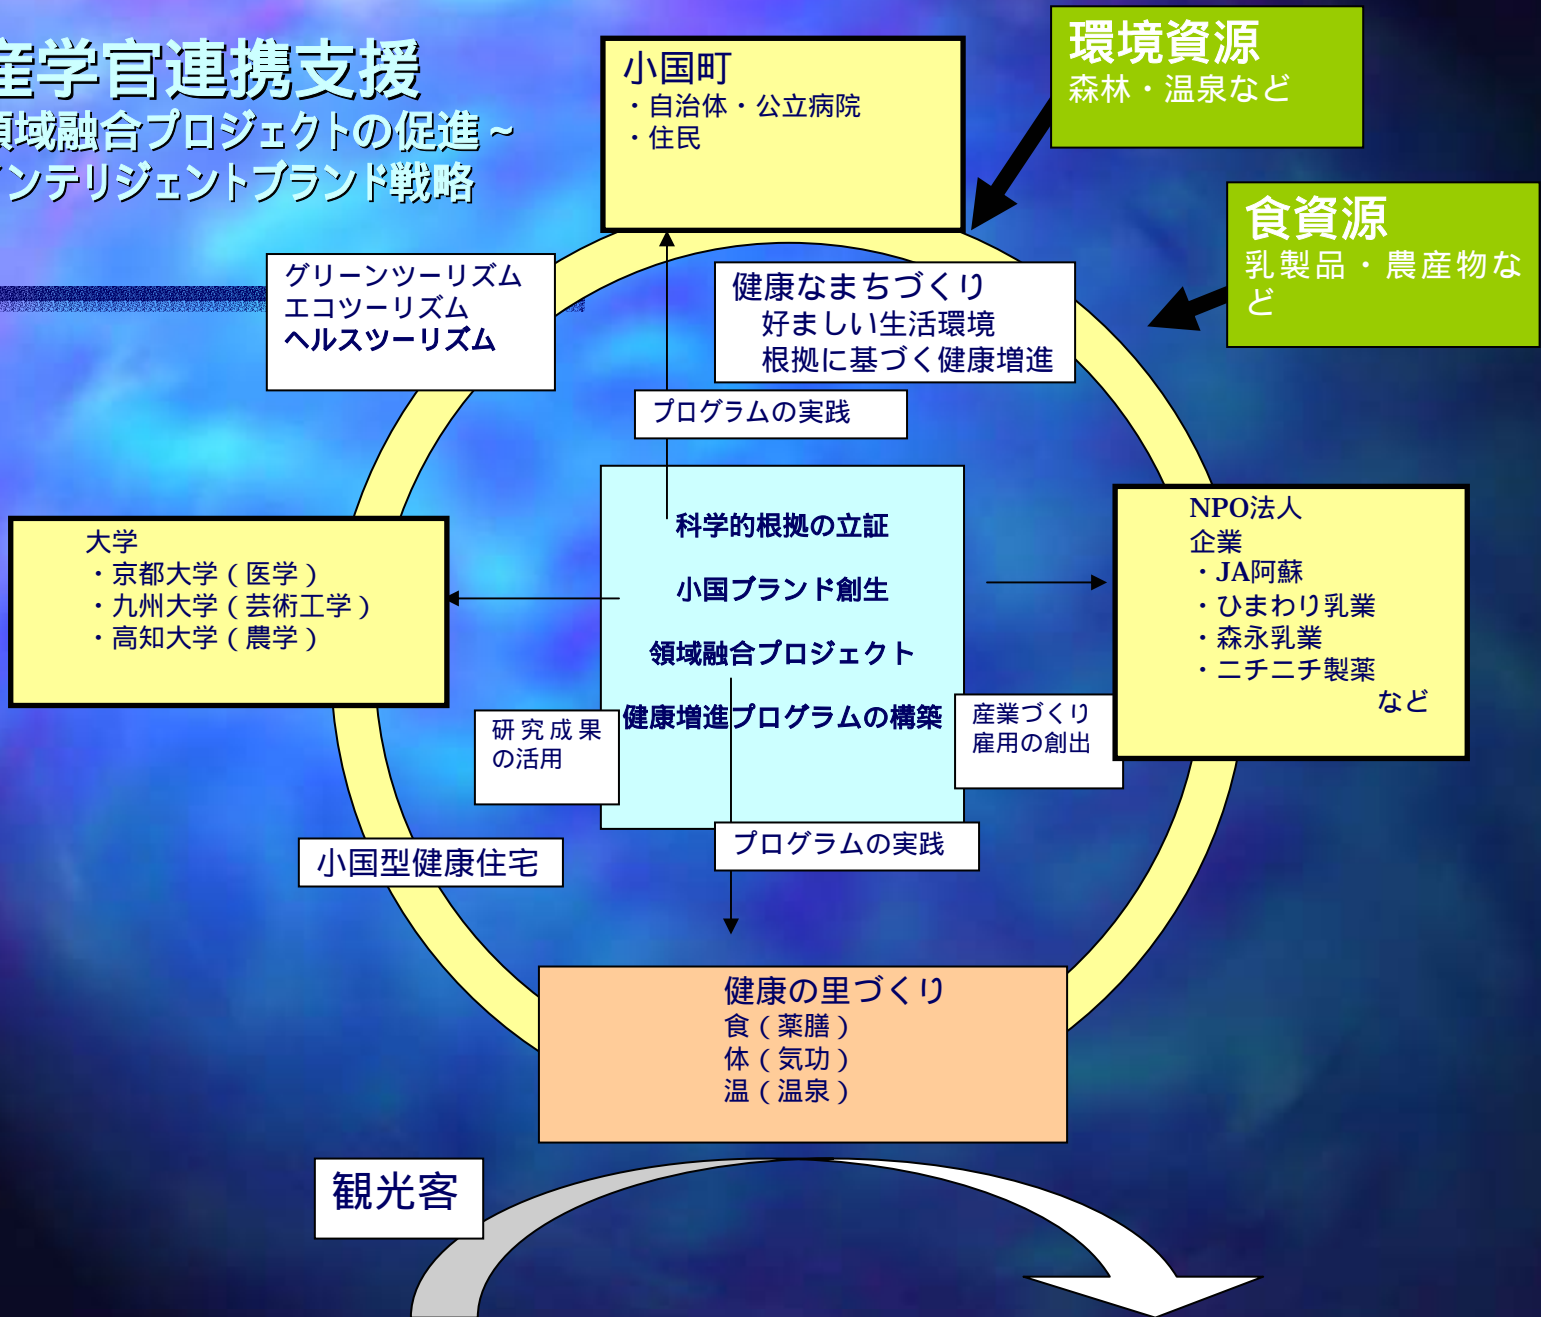 産学官連携支援
領域融合プロジェクトの促進～
インテリジェントブランド戦略
小国町
・自治体・公立病院
・住民
環境資源
森林・温泉など
食資源
乳製品・農産物な
ど
グリーンツーリズム
エコツーリズム
ヘルスツーリズム
健康なまちづくり
好ましい生活環境
根拠に基づく健康増進
プログラムの実践
大学
・京都大学（医学）
・九州大学（芸術工学）
・高知大学（農学）
科学的根拠の立証
小国ブランド創生
領域融合プロジェクト
健康増進プログラムの構築
NPO法人
企業
・JA阿蘇
・ひまわり乳業
・森永乳業
・ニチニチ製薬
など
研究成果
の活用
産業づくり
雇用の創出
プログラムの実践
小国型健康住宅
健康の里づくり
食（薬膳）
体（気功）
温（温泉）
観光客